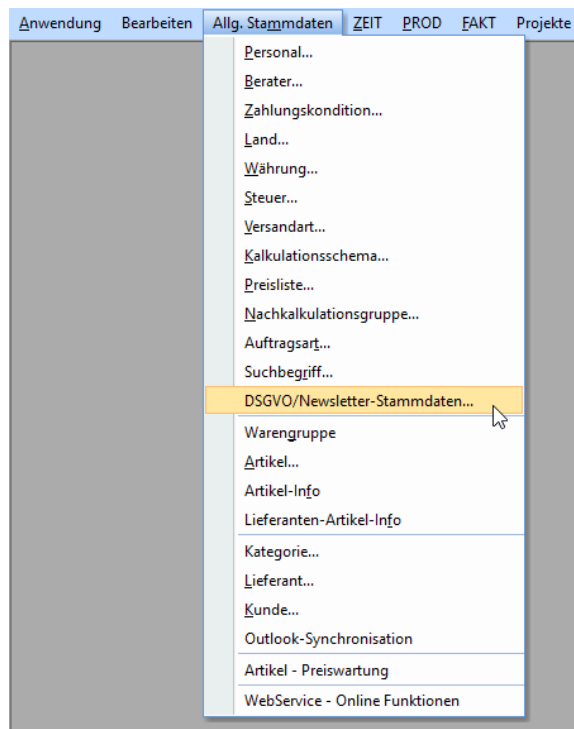 Anwendung Bearbeiten Allg. Stammdaten ZEIT PROD FAKT Projekte
Personal...
Berater...
Zahlungskondition...
Land...
Währung...
Steuer...
Versandart...
Kalkulationsschema...
Preisliste...
Nachkalkulationsgruppe...
Auftragsart...
Suchbegriff...
DSGVO/Newsletter-Stammdaten...
Warengruppe
Artikel...
Artikel-Info
Lieferanten-Artikel-Info
Kategorie...
Lieferant...
Kunde...
Outlook-Synchronisation
Artikel - Preiswartung
WebService - Online Funktionen